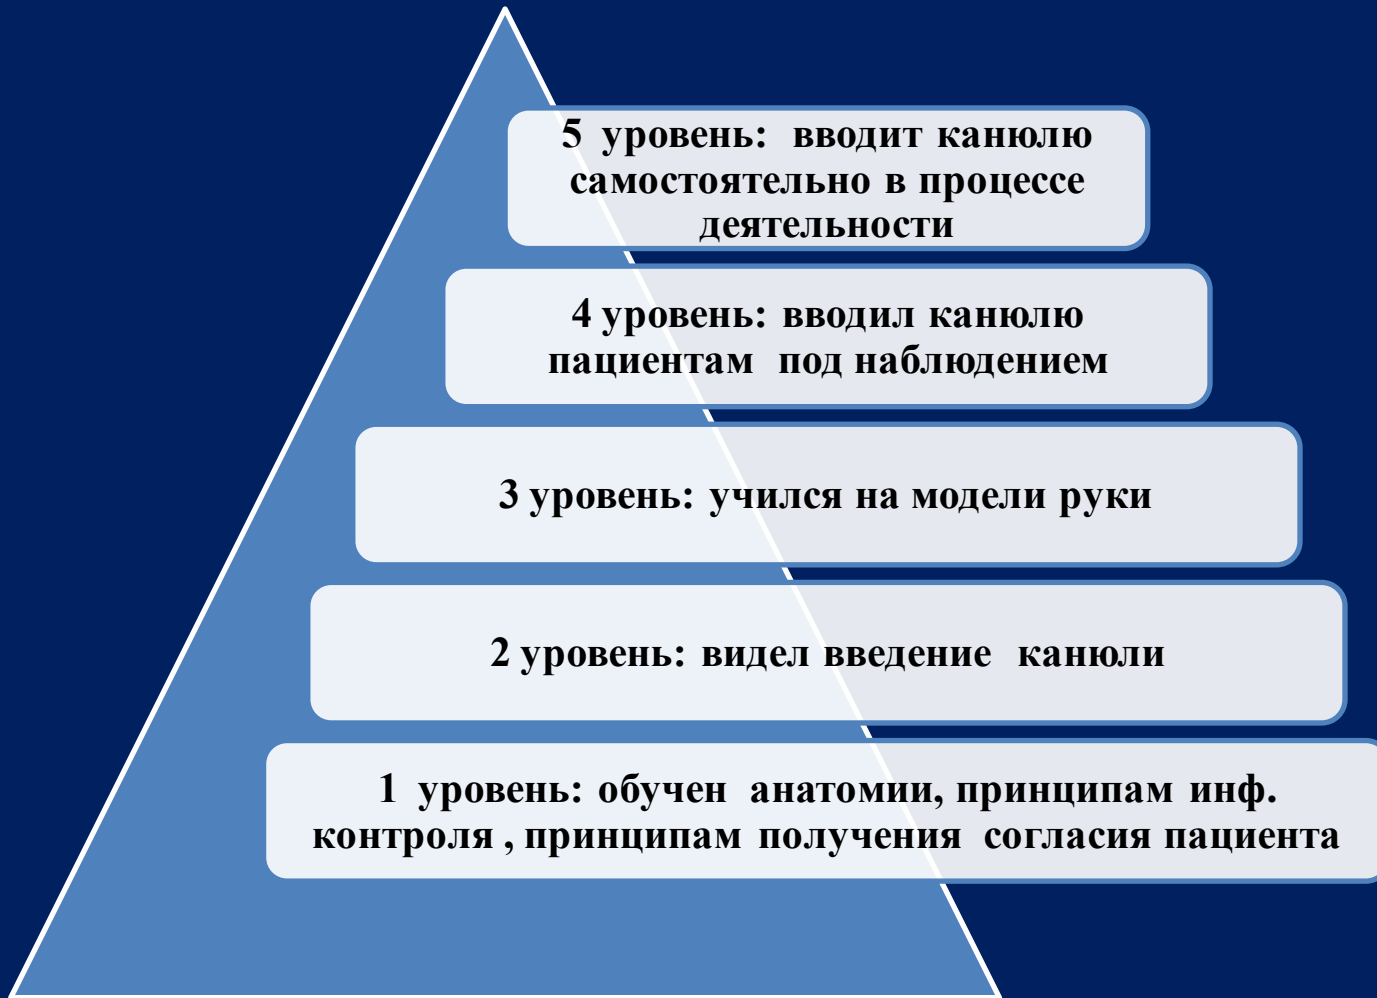 5 уровень: вводит канюлю
самостоятельно в процессе
деятельности
4 уровень: вводил канюлю
пациентам под наблюдением
3 уровень: учился на модели руки
2 уровень: видел введение канюли
1 уровень: обучен анатомии, принципам инф.
контроля , принципам получения согласия пациента